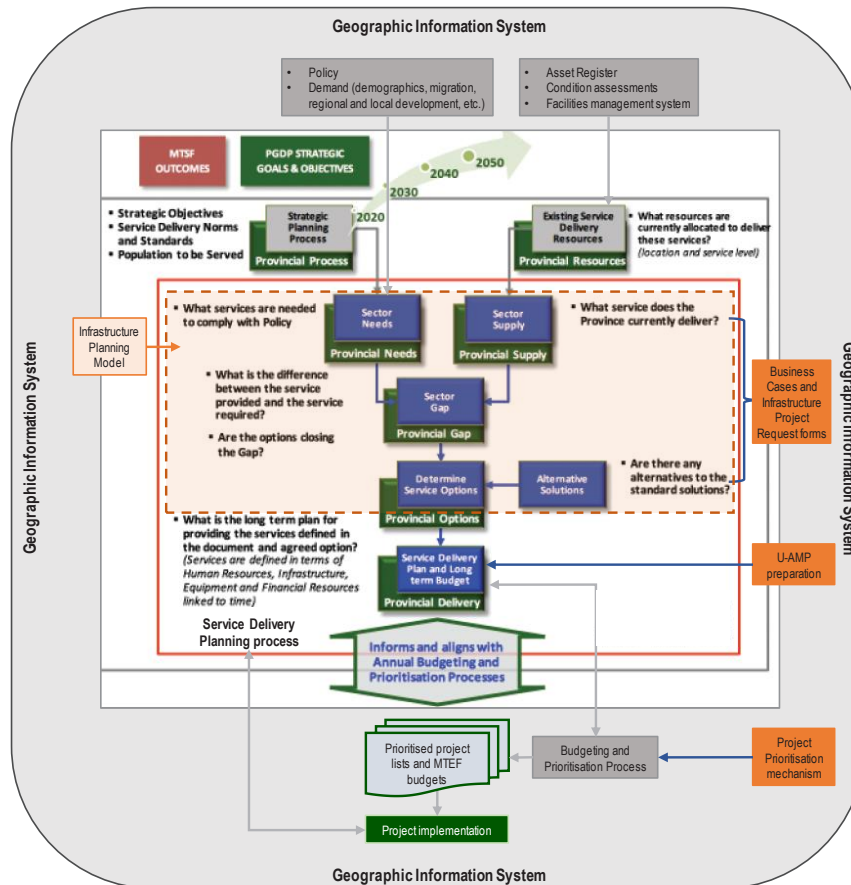 Geographic Information System
• Policy
• Demand (demographics, migration,
regional and local development, etc.)
• Asset Register
• Condition assessments
• Facilities management system
MTSF
OUTCOMES
PGDP STRATEGIC
GOALS & OBJECTIVES
2050
2040
2030
2020
▪ Strategic Objectives
▪ Service Delivery Norms
and Standards
▪ Population to be Served
Strategic
Planning
Process
Provincial Process
Existing Service
Delivery
Resources
Provincial Resources
▪ What resources are
currently allocated to deliver
these services?
(location and service level)
Infrastructure
Planning
Model
▪ What services are needed
to comply with Policy
Sector
Needs
Provincial Needs
Sector
Supply
Provincial Supply
▪ What service does the
Province currently deliver?
▪ What is the difference
between the service
provided and the service
required?
▪ Are the options closing
the Gap?
Sector
Gap
Provincial Gap
Business
Cases and
Infrastructure
Project
Request forms
Determine
Service Options
Provincial Options
Alternative
Solutions
▪ Are there any
alternatives to the
standard solutions?
▪ What is the long term plan for
providing the services defined
in the document and agreed
option?
(Services are defined in terms
of
Human Resources, Infrastructure,
Equipment and Financial Resources
linked to time)
Service Delivery
Plan and Long
term Budget
Provincial Delivery
U-AMP
preparation
Service Delivery
Planning process
Informs and aligns with
Annual Budgeting and
Prioritisation Processes
Prioritised project
lists and MTEF
budgets
Budgeting and
Prioritisation Process
Project
Prioritisation
mechanism
Project implementation
Geographic Information System
Geographic Information System
Geographic Information System